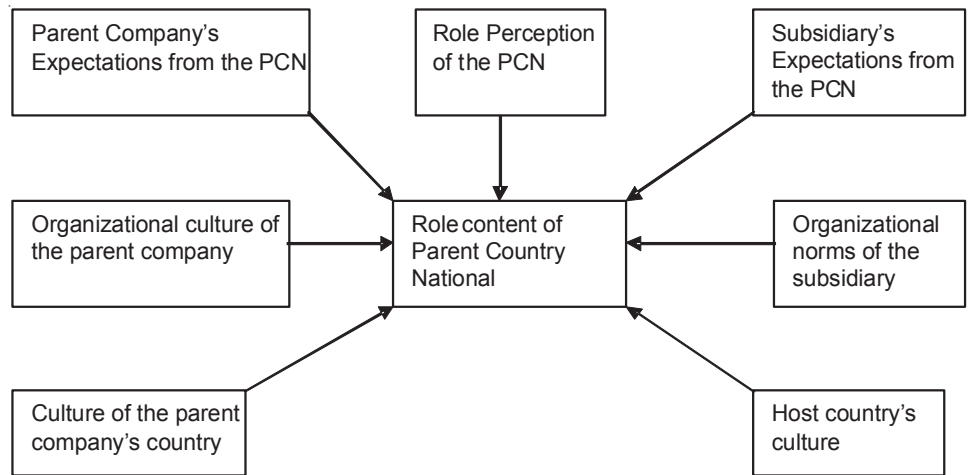 Parent Company’s
Expectations from the PCN
Role Perception
of the PCN
Subsidiary’s
Expectations from
the PCN
Organizational culture of
the parent company
Role content of
Parent Country
National
Organizational
norms of the
subsidiary
Culture of the parent
company’s country
Host country’s
culture